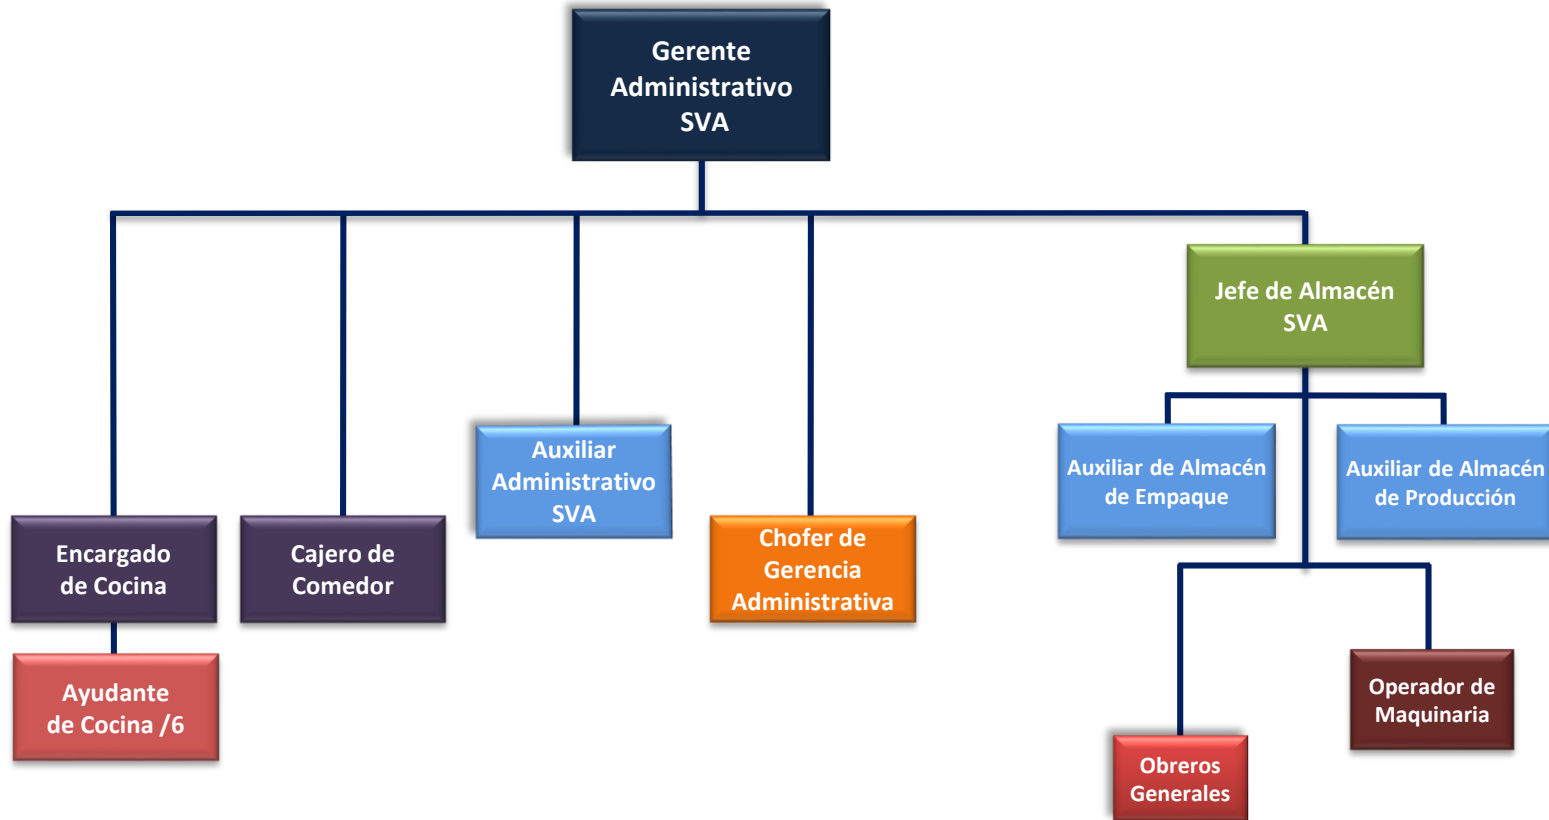 Gerente
Administrativo
SVA
Jefe de Almacén
SVA
Auxiliar
Administrativo
SVA
Auxiliar de Almacén
de Empaque
Auxiliar de Almacén
de Producción
Encargado
de Cocina
Cajero de
Comedor
Chofer de
Gerencia
Administrativa
Ayudante
de Cocina /6
Operador de
Maquinaria
Obreros
Generales